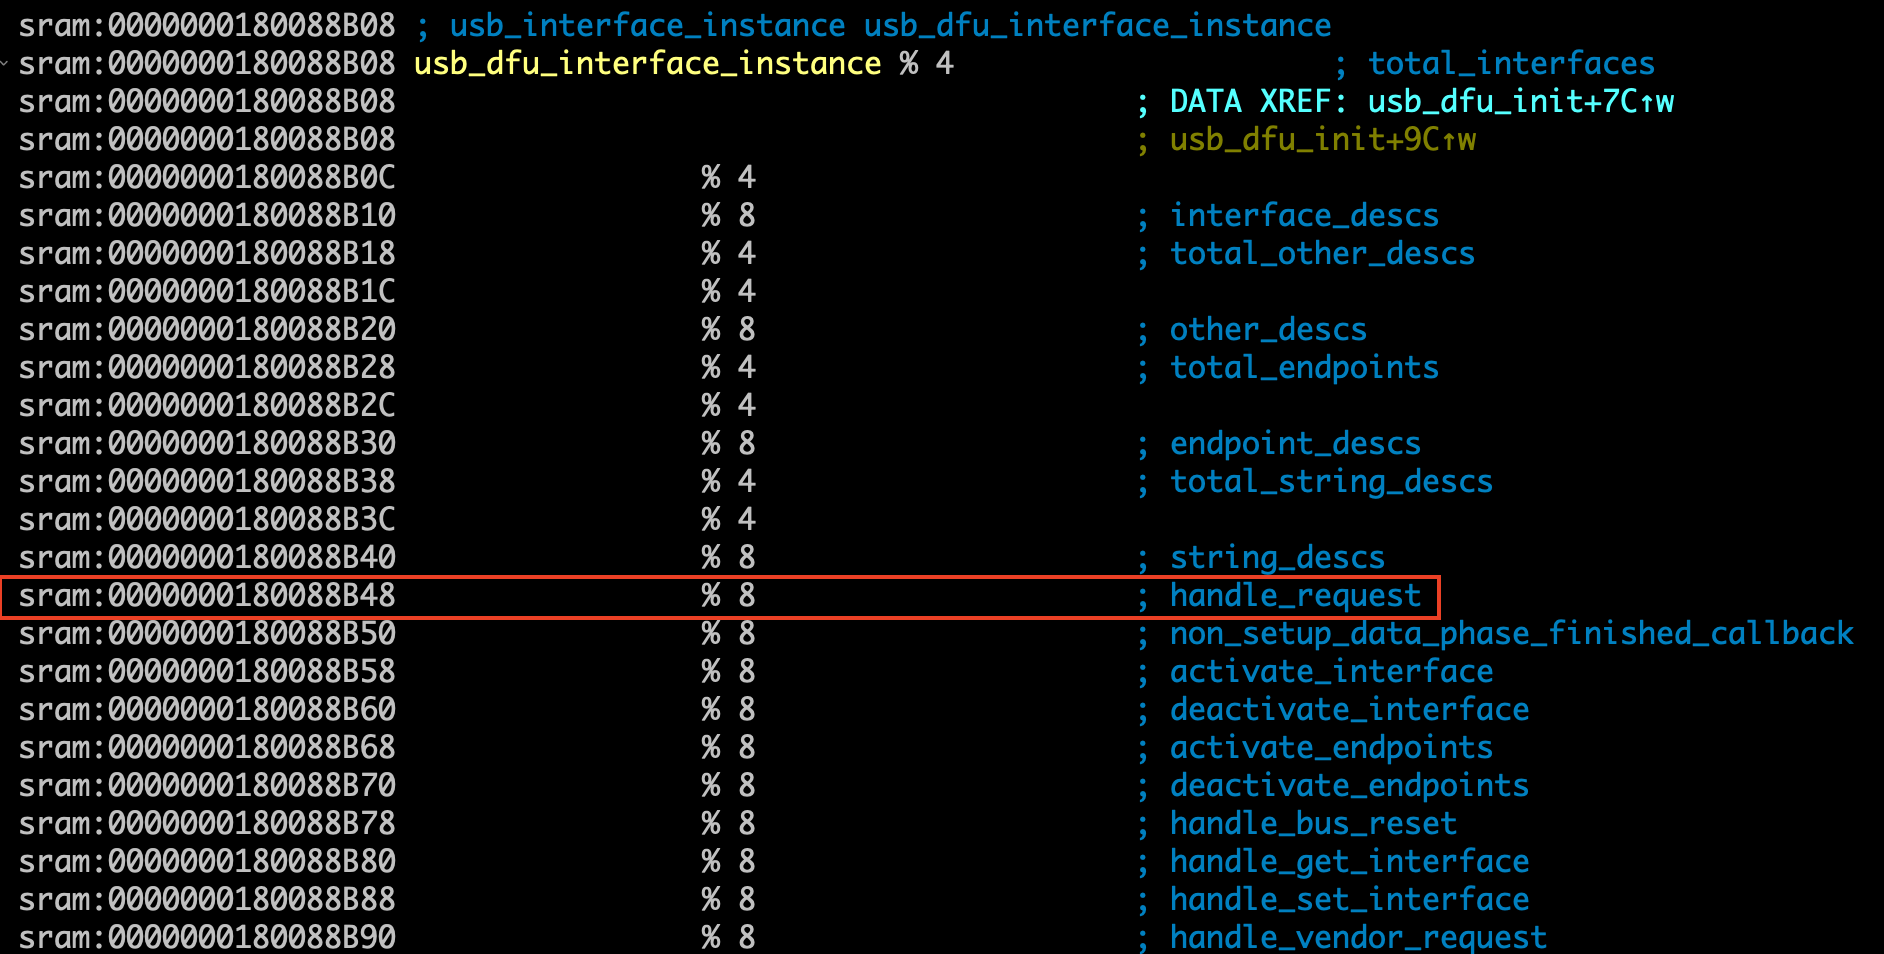 sram:0000000180088B08 ; usb_interface_instance usb_dfu_interface_instance
sram:0000000180088B08 usb_dfu_interface_instance % 4 ; total_interfaces
sram:0000000180088B08 ; DATA XREF: usb_dfu_init+7C↑w
sram:0000000180088B08 ; usb_dfu_init+9C↑w
sram:0000000180088B0C % 4
sram:0000000180088B10 % 8 ; interface_descs
sram:0000000180088B18 % 4 ; total_other_descs
sram:0000000180088B1C % 4
sram:0000000180088B20 % 8 ; other_descs
sram:0000000180088B28 % 4 ; total_endpoints
sram:0000000180088B2C % 4
sram:0000000180088B30 % 8 ; endpoint_descs
sram:0000000180088B38 % 4 ; total_string_descs
sram:0000000180088B3C % 4
sram:0000000180088B40 % 8 ; string_descs
sram:0000000180088B48 % 8 ; handle_request
sram:0000000180088B50 % 8 ; non_setup_data_phase_finished_callback
sram:0000000180088B58 % 8 ; activate_interface
sram:0000000180088B60 % 8 ; deactivate_interface
sram:0000000180088B68 % 8 ; activate_endpoints
sram:0000000180088B70 % 8 ; deactivate_endpoints
sram:0000000180088B78 % 8 ; handle_bus_reset
sram:0000000180088B80 % 8 ; handle_get_interface
sram:0000000180088B88 % 8 ; handle_set_interface
sram:0000000180088B90 % 8 ; handle_vendor_request